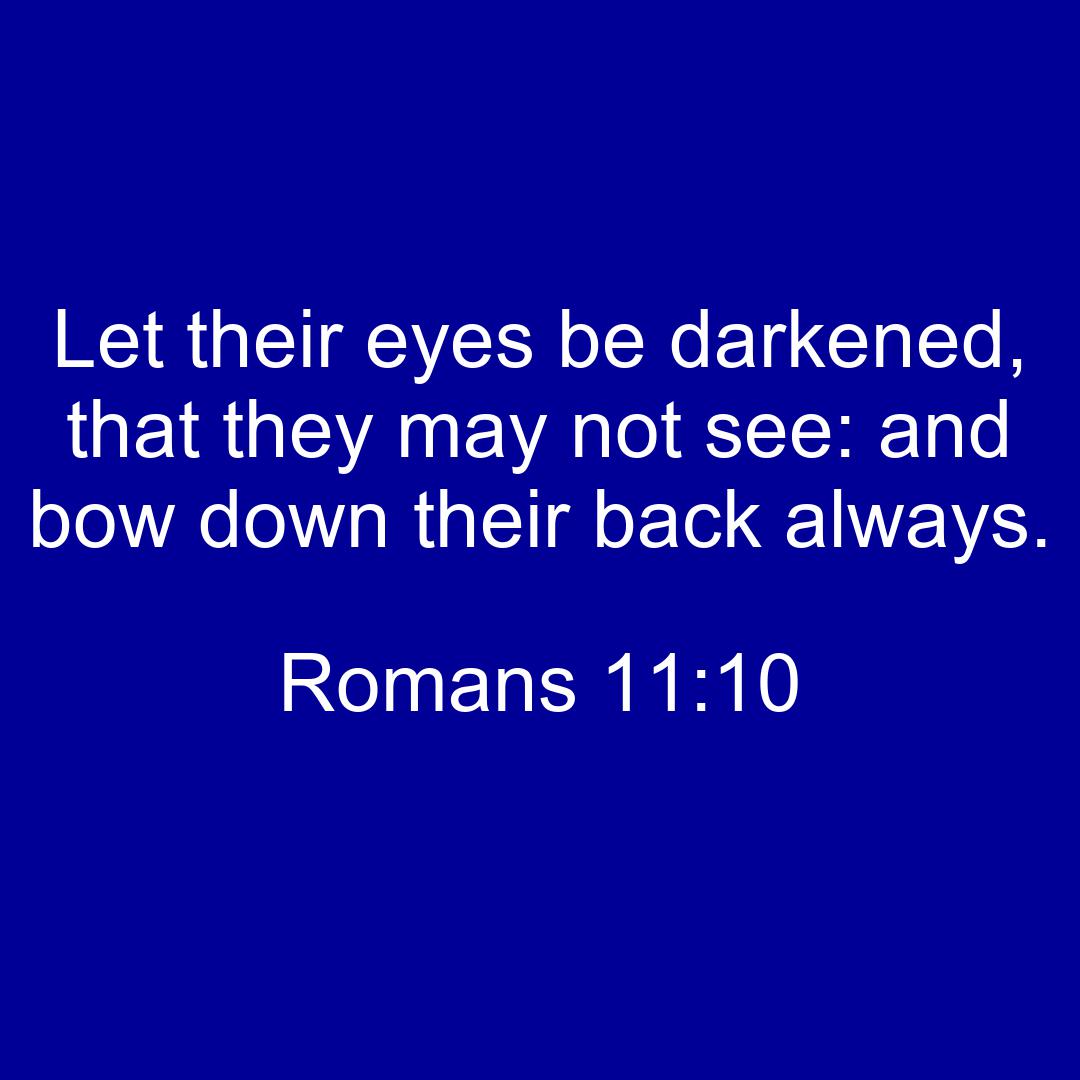 Let their eyes be darkened,
that they may not see: and
bow down their back always.
Romans 11:10